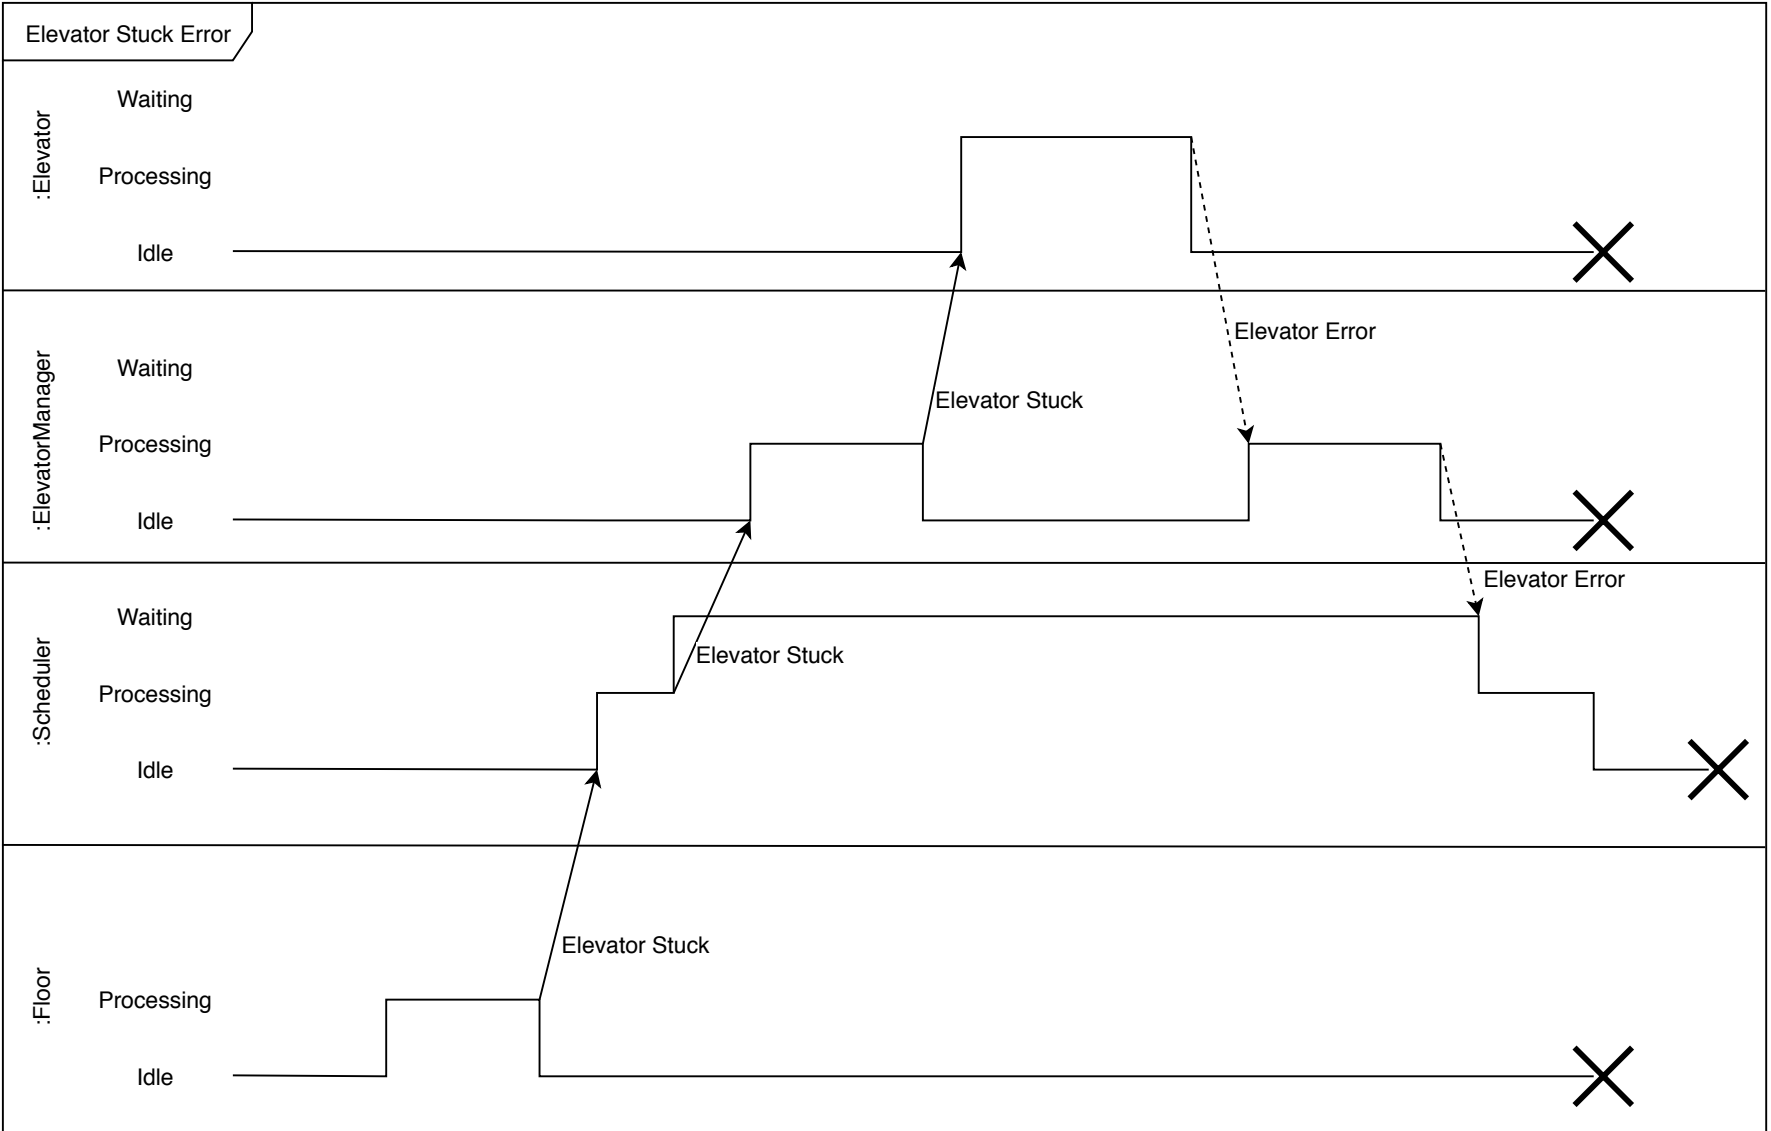 Elevator Stuck Error
:Elevator
Waiting
Processing
Idle
:ElevatorManager
Waiting
Processing
Idle
Elevator Error
Elevator Stuck
:Scheduler
Waiting
Processing
Idle
Elevator Error
Elevator Stuck
:Floor
Processing
Idle
Elevator Stuck